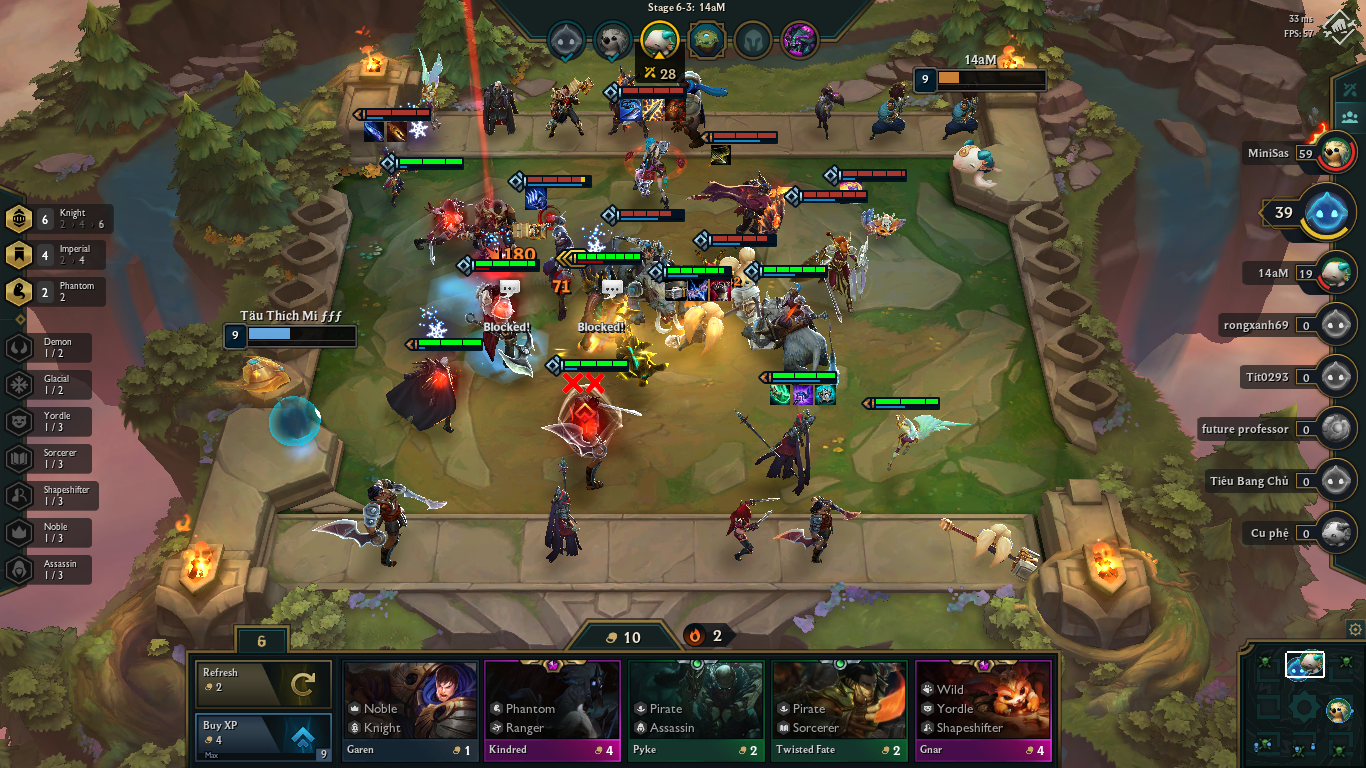 Stage 6-3: 14aM
33 ms
FPS: 57
28
14aM
9
MiniSas 59
39
14aM 19
rongxanh69 0
Tit0293 0
future professor 0
Tiêu Bang Chủ 0
Cu phệ 0
6 Knight
2 › 4 › 6
4 Imperial
2 › 4
2 Phantom
2
Demon
1 / 2
Glacial
1 / 2
Yordle
1 / 3
Sorcerer
1 / 3
Shapeshifter
1 / 3
Noble
1 / 3
Assassin
1 / 3
Tâu Thích Mi ƒƒƒ
9
180
71
Blocked!
Blocked!
6
10
2
Refresh
2
Buy XP
4
Max
9
Noble
Knight
Garen 1
Phantom
Ranger
Kindred 4
Pirate
Assassin
Pyke 2
Pirate
Sorcerer
Twisted Fate 2
Wild
Yordle
Shapeshifter
Gnar 4